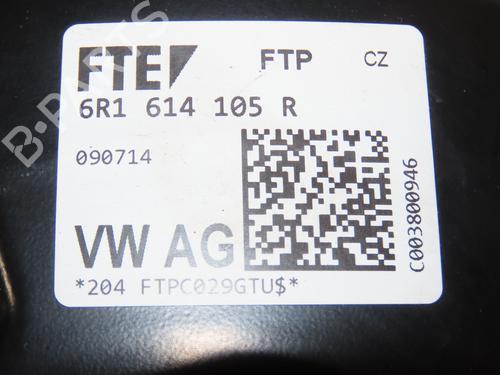 FTE FTP CZ
6R1 614 105 R
090714
VW AG
*204 FTPC029GTU$*
C003800946
B-PARTS